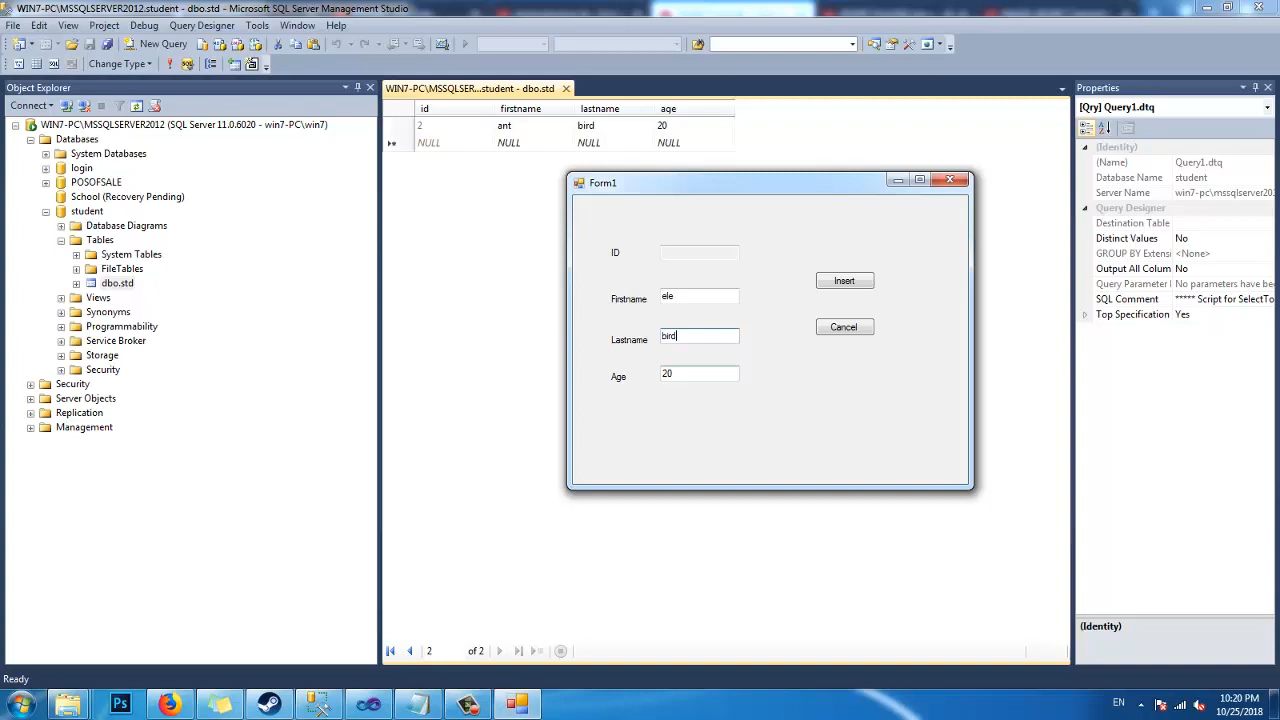 WIN7-PC\MSSQLSERVER2012.student - dbo.std - Microsoft SQL Server Management Studio
File Edit View Project Debug Query Designer Tools Window Help
New Query
Change Type
Object Explorer
Connect
WIN7-PC\MSSQLSERVER2012 (SQL Server 11.0.6020 - win7-PC\win7)
Databases
System Databases
login
POSOFSALE
School (Recovery Pending)
student
Database Diagrams
Tables
System Tables
FileTables
dbo.std
Views
Synonyms
Programmability
Service Broker
Storage
Security
Security
Server Objects
Replication
Management
WIN7-PC\MSSQLSER...student - dbo.std
id firstname lastname age
2 ant bird 20
NULL NULL NULL NULL
Form1
ID
Firstname ele
Lastname bird
Age 20
Insert
Cancel
2 of 2
Properties
[Qry] Query1.dtq
(Identity)
(Name) Query1.dtq
Database Name student
Server Name win7-pc\mssqlserver20
Query Designer
Destination Table
Distinct Values No
GROUP BY Extens <None>
Output All Colum No
Query Parameter L No parameters have bee
SQL Comment ***** Script for SelectTo
Top Specification Yes
(Identity)
Ready
Ps
EN
10:20 PM
10/25/2018